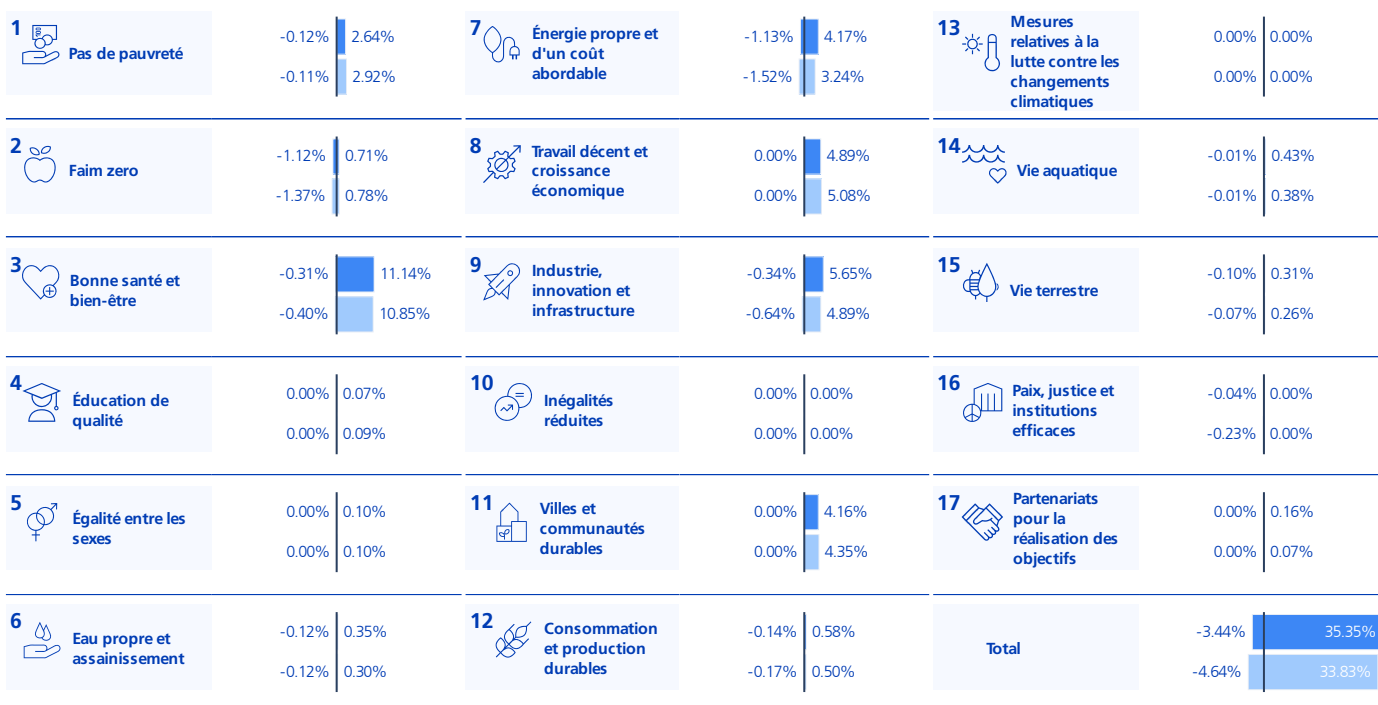 1
Pas de pauvreté
-0.12% 2.64%
-0.11% 2.92%
2
Faim zero
-1.12% 0.71%
-1.37% 0.78%
3
Bonne santé et
bien-être
-0.31% 11.14%
-0.40% 10.85%
4
Éducation de
qualité
0.00% 0.07%
0.00% 0.09%
5
Égalité entre les
sexes
0.00% 0.10%
0.00% 0.10%
6
Eau propre et
assainissement
-0.12% 0.35%
-0.12% 0.30%
7
Énergie propre et
d'un coût
abordable
-1.13% 4.17%
-1.52% 3.24%
8
Travail décent et
croissance
économique
0.00% 4.89%
0.00% 5.08%
9
Industrie,
innovation et
infrastructure
-0.34% 5.65%
-0.64% 4.89%
10
Inégalités
réduites
0.00% 0.00%
0.00% 0.00%
11
Villes et
communautés
durables
0.00% 4.16%
0.00% 4.35%
12
Consommation
et production
durables
-0.14% 0.58%
-0.17% 0.50%
13
Mesures
relatives à la
lutte contre les
changements
climatiques
0.00% 0.00%
0.00% 0.00%
14
Vie aquatique
-0.01% 0.43%
-0.01% 0.38%
15
Vie terrestre
-0.10% 0.31%
-0.07% 0.26%
16
Paix, justice et
institutions
efficaces
-0.04% 0.00%
-0.23% 0.00%
17
Partenariats
pour la
réalisation des
objectifs
0.00% 0.16%
0.00% 0.07%
Total
-3.44% 35.35%
-4.64% 33.83%